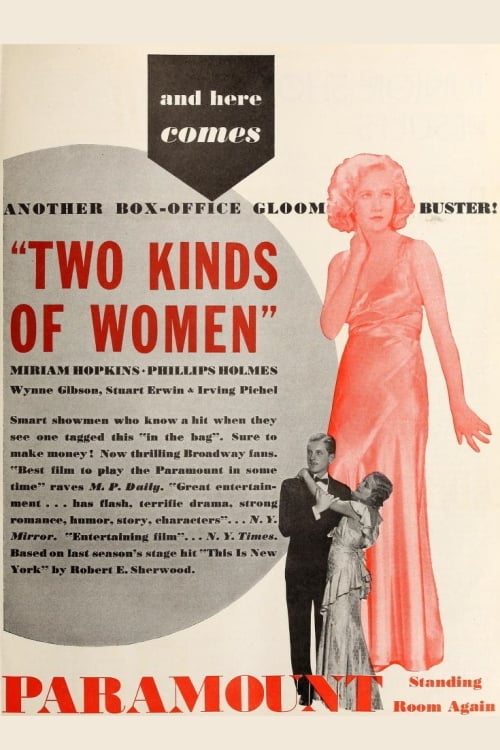 and here
comes
ANOTHER BOX-OFFICE GLOOM BUSTER!
"TWO KINDS
OF WOMEN"
MIRIAM HOPKINS · PHILLIPS HOLMES
Wynne Gibson, Stuart Erwin & Irving Pichel
Smart showmen who know a hit when they
see one tagged this "in the bag". Sure to
make money! Now thrilling Broadway fans.
"Best film to play the Paramount in some
time" raves M. P. Daily. "Great entertain-
ment . . . has flash, terrific drama, strong
romance, humor, story, characters". . . N. Y.
Mirror. "Entertaining film". . . N. Y. Times.
Based on last season's stage hit "This Is New
York" by Robert E. Sherwood.
PARAMOUNT
Standing
Room Again